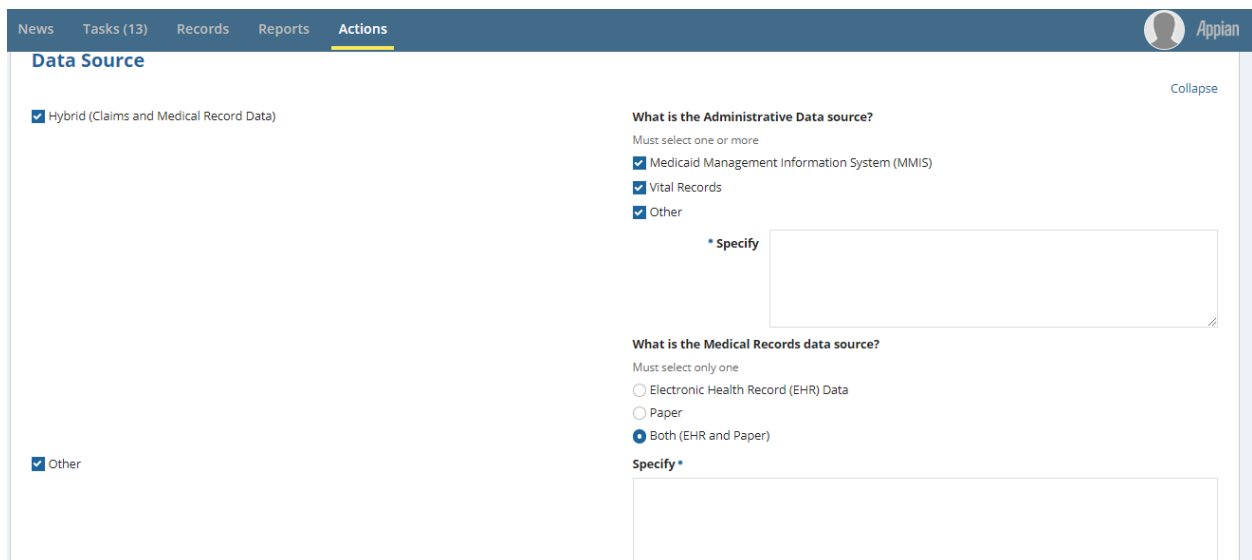 News Tasks (13) Records Reports Actions Appian
Data Source
Collapse
Hybrid (Claims and Medical Record Data)
What is the Administrative Data source?
Must select one or more
Medicaid Management Information System (MMIS)
Vital Records
Other
* Specify
What is the Medical Records data source?
Must select only one
Electronic Health Record (EHR) Data
Paper
Both (EHR and Paper)
Other
Specify *